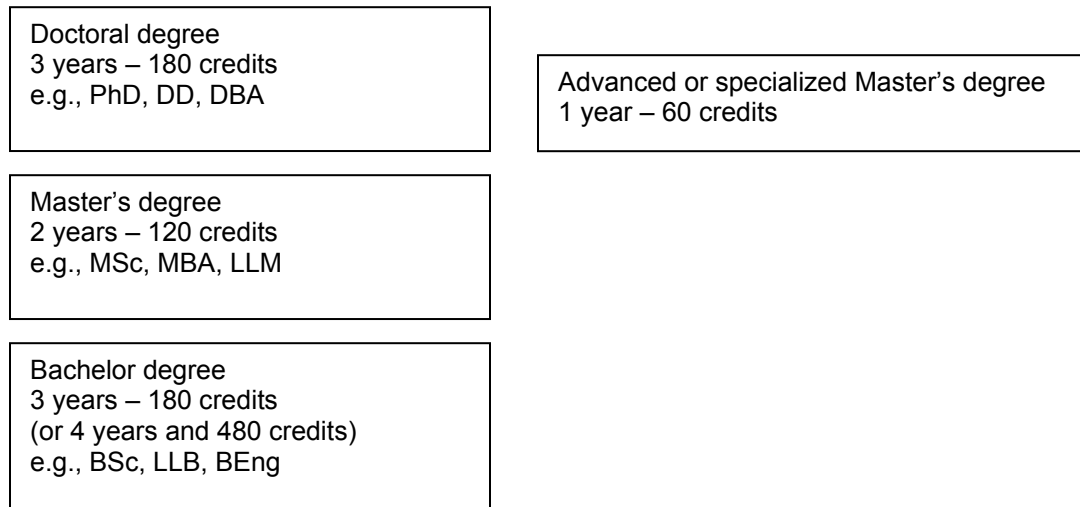 Doctoral degree
3 years – 180 credits
e.g., PhD, DD, DBA
Advanced or specialized Master’s degree
1 year – 60 credits
Master’s degree
2 years – 120 credits
e.g., MSc, MBA, LLM
Bachelor degree
3 years – 180 credits
(or 4 years and 480 credits)
e.g., BSc, LLB, BEng